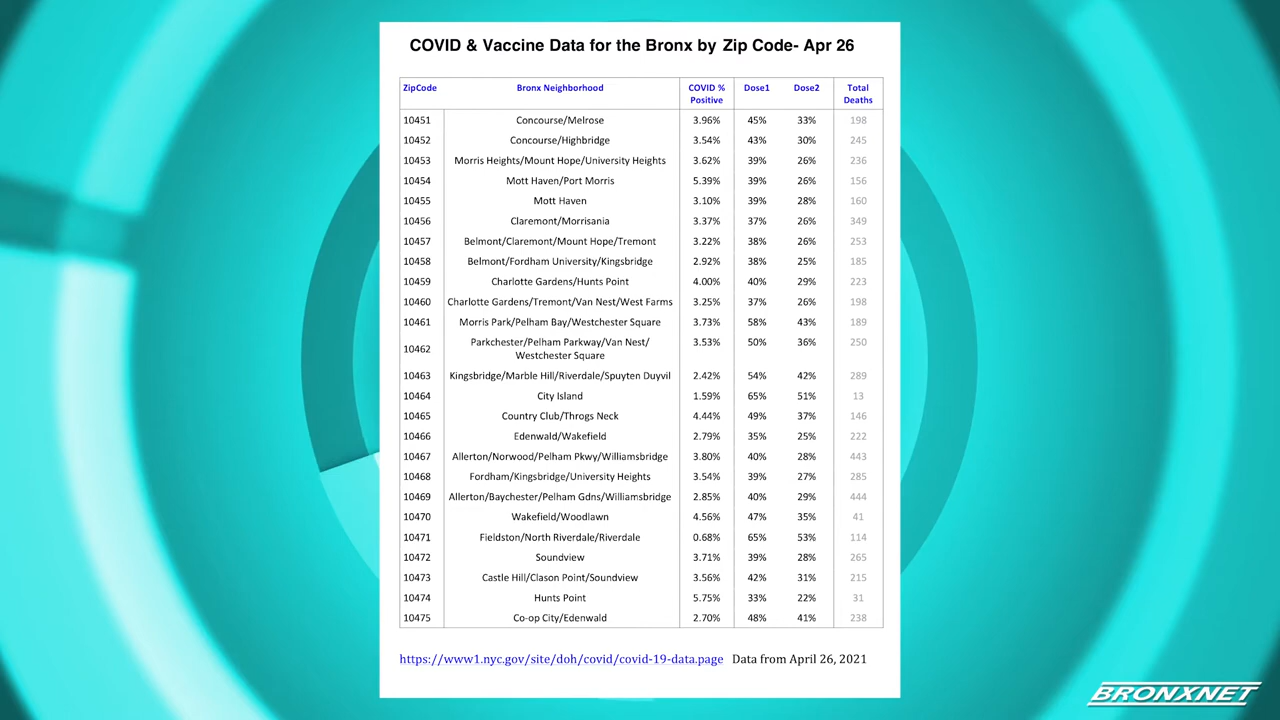 COVID & Vaccine Data for the Bronx by Zip Code- Apr 26
ZipCode Bronx Neighborhood COVID % Positive Dose1 Dose2 Total Deaths
10451 Concourse/Melrose 3.96% 45% 33% 198
10452 Concourse/Highbridge 3.54% 43% 30% 245
10453 Morris Heights/Mount Hope/University Heights 3.62% 39% 26% 236
10454 Mott Haven/Port Morris 5.39% 39% 26% 156
10455 Mott Haven 3.10% 39% 28% 160
10456 Claremont/Morrisania 3.37% 37% 26% 349
10457 Belmont/Claremont/Mount Hope/Tremont 3.22% 38% 26% 253
10458 Belmont/Fordham University/Kingsbridge 2.92% 38% 25% 185
10459 Charlotte Gardens/Hunts Point 4.00% 40% 29% 223
10460 Charlotte Gardens/Tremont/Van Nest/West Farms 3.25% 37% 26% 198
10461 Morris Park/Pelham Bay/Westchester Square 3.73% 58% 43% 189
10462 Parkchester/Pelham Parkway/Van Nest/ Westchester Square 3.53% 50% 36% 250
10463 Kingsbridge/Marble Hill/Riverdale/Spuyten Duyvil 2.42% 54% 42% 289
10464 City Island 1.59% 65% 51% 13
10465 Country Club/Throgs Neck 4.44% 49% 37% 146
10466 Edenwald/Wakefield 2.79% 35% 25% 222
10467 Allerton/Norwood/Pelham Pkwy/Williamsbridge 3.80% 40% 28% 443
10468 Fordham/Kingsbridge/University Heights 3.54% 39% 27% 285
10469 Allerton/Baychester/Pelham Gdns/Williamsbridge 2.85% 40% 29% 444
10470 Wakefield/Woodlawn 4.56% 47% 35% 41
10471 Fieldston/North Riverdale/Riverdale 0.68% 65% 53% 114
10472 Soundview 3.71% 39% 28% 265
10473 Castle Hill/Clason Point/Soundview 3.56% 42% 31% 215
10474 Hunts Point 5.75% 33% 22% 31
10475 Co-op City/Edenwald 2.70% 48% 41% 238
https://www1.nyc.gov/site/doh/covid/covid-19-data.page Data from April 26, 2021
BRONXNET